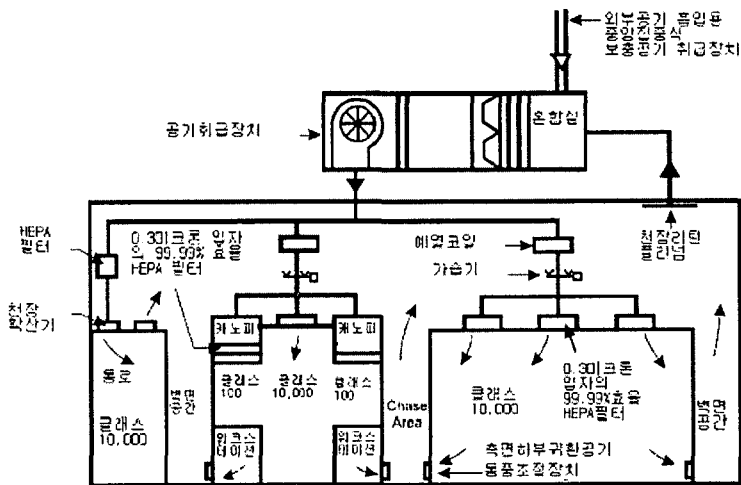 외부공기 흡입용
중앙집중식
보충공기 취급장치
혼합실
공기취급장치
HEPA
필터
0.3미크론 입자
의 99.99% 효율
HEPA 필터
예열코일
가습기
천장리턴
플리넘
천장
확산기
캐노피
캐노피
통로
클래스
10,000
벽면
공간
클래스
100
클래스
10,000
클래스
100
워크스
테이션
워크스
테이션
Chase
Area
클래스
10,000
0.3미크론
입자의
99.99%효율
HEPA필터
벽면
공간
측면하부귀환공기
통풍조절장치